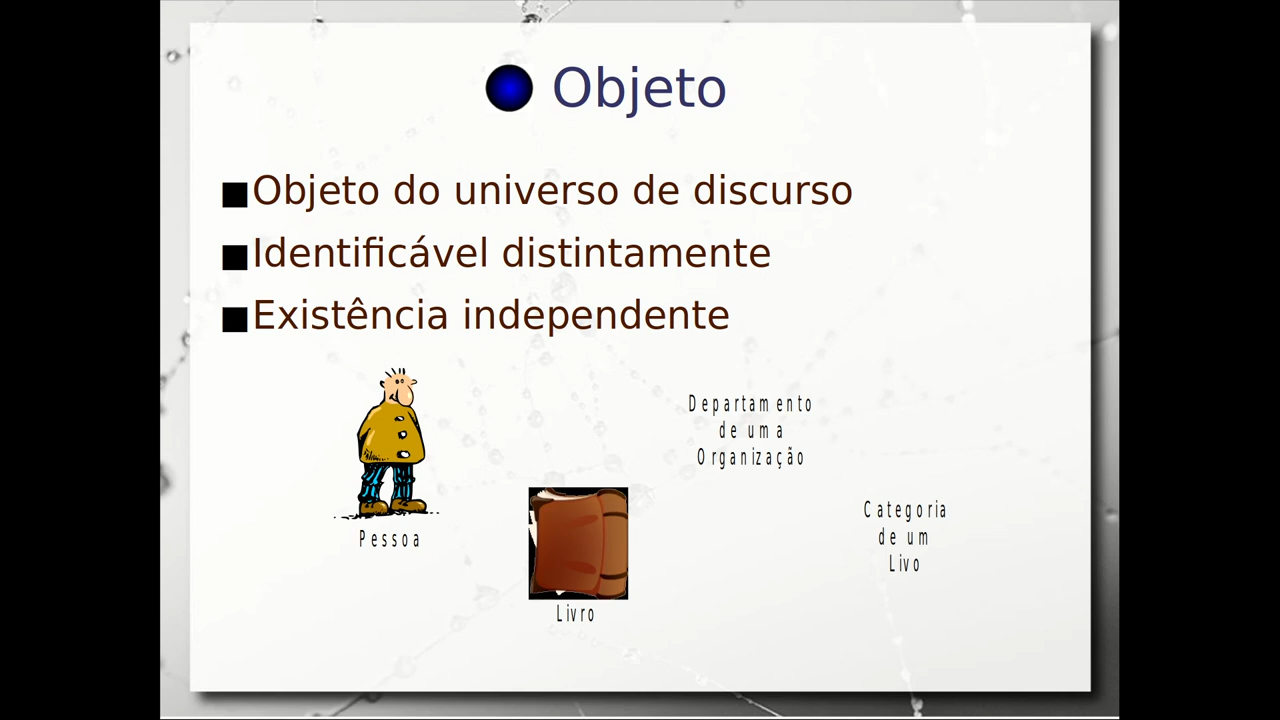 Objeto
Objeto do universo de discurso
Identificável distintamente
Existência independente
Departamento
de uma
Organização
Categoria
de um
Livo
Pessoa
Livro